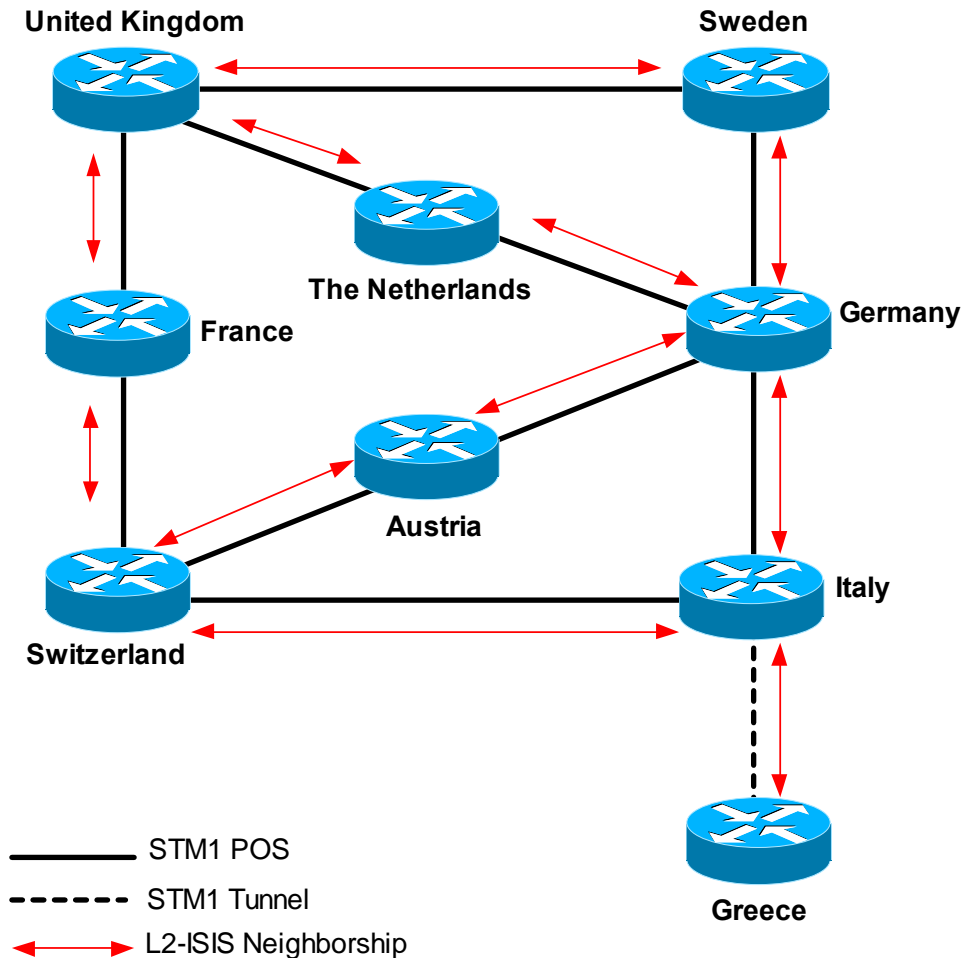 United Kingdom
Sweden
The Netherlands
Germany
France
Austria
Italy
Switzerland
STM1 POS
STM1 Tunnel
Greece
L2-ISIS Neighborship